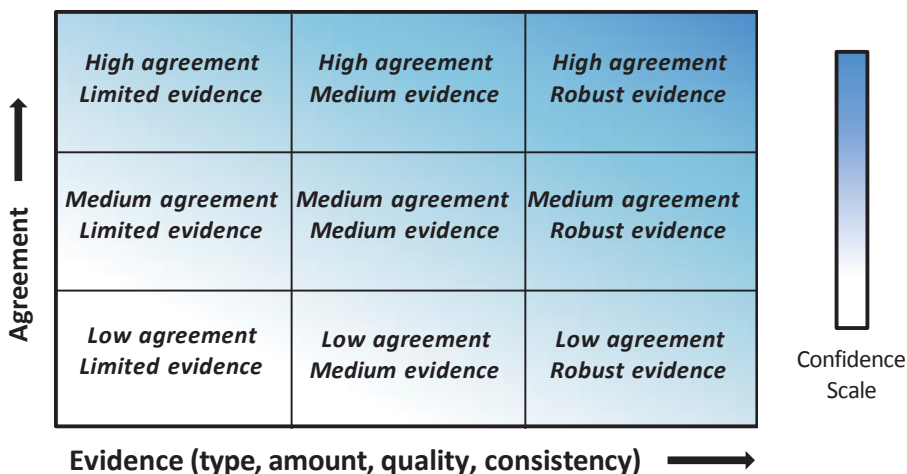 High agreement
Limited evidence
High agreement
Medium evidence
High agreement
Robust evidence
Medium agreement
Limited evidence
Medium agreement
Medium evidence
Medium agreement
Robust evidence
Low agreement
Limited evidence
Low agreement
Medium evidence
Low agreement
Robust evidence
Agreement
Evidence (type, amount, quality, consistency)
Confidence
Scale